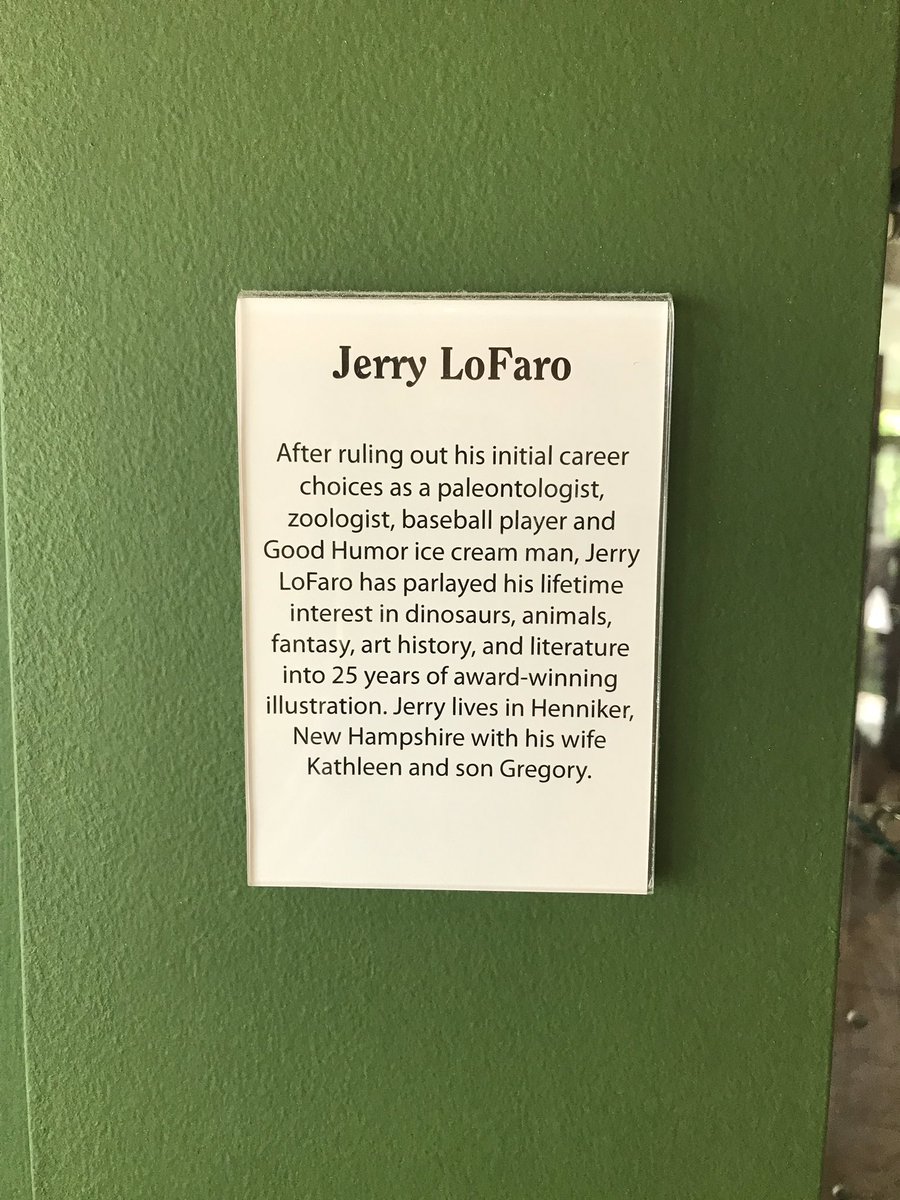 Jerry LoFaro
After ruling out his initial career
choices as a paleontologist,
zoologist, baseball player and
Good Humor ice cream man, Jerry
LoFaro has parlayed his lifetime
interest in dinosaurs, animals,
fantasy, art history, and literature
into 25 years of award-winning
illustration. Jerry lives in Henniker,
New Hampshire with his wife
Kathleen and son Gregory.